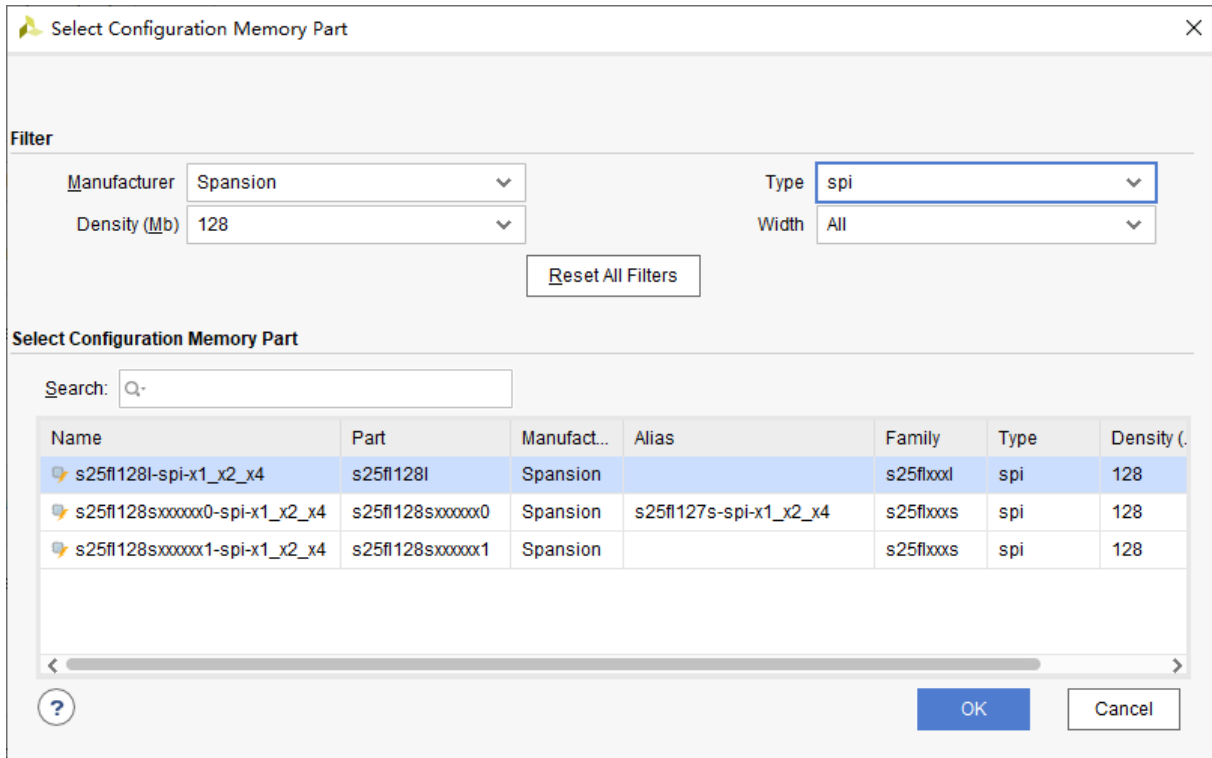 Select Configuration Memory Part
Filter
Manufacturer Spansion Type spi
Density (Mb) 128 Width All
Reset All Filters
Select Configuration Memory Part
Search:
Name Part Manufact... Alias Family Type Density (.
s25fl128l-spi-x1_x2_x4 s25fl128l Spansion s25flxxxl spi 128
s25fl128sxxxxxx0-spi-x1_x2_x4 s25fl128sxxxxxx0 Spansion s25fl127s-spi-x1_x2_x4 s25flxxxs spi 128
s25fl128sxxxxxx1-spi-x1_x2_x4 s25fl128sxxxxxx1 Spansion s25flxxxs spi 128
? OK Cancel